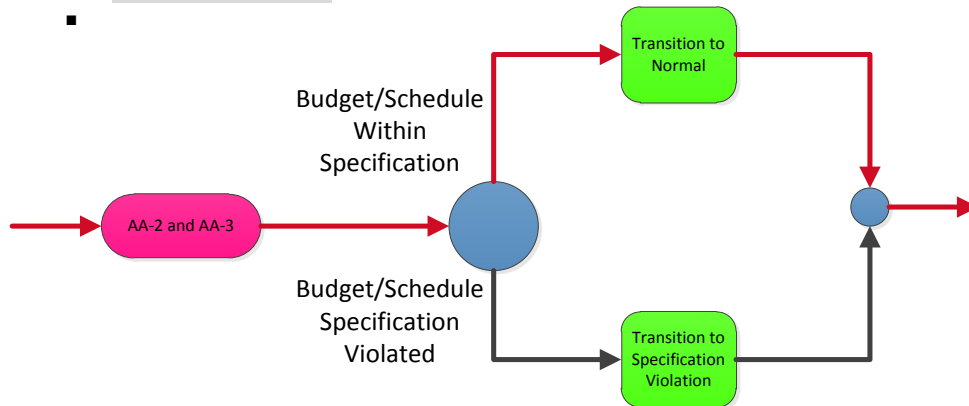 Transition to
Normal
Budget/Schedule
Within
Specification
AA-2 and AA-3
Budget/Schedule
Specification
Violated
Transition to
Specification
Violation